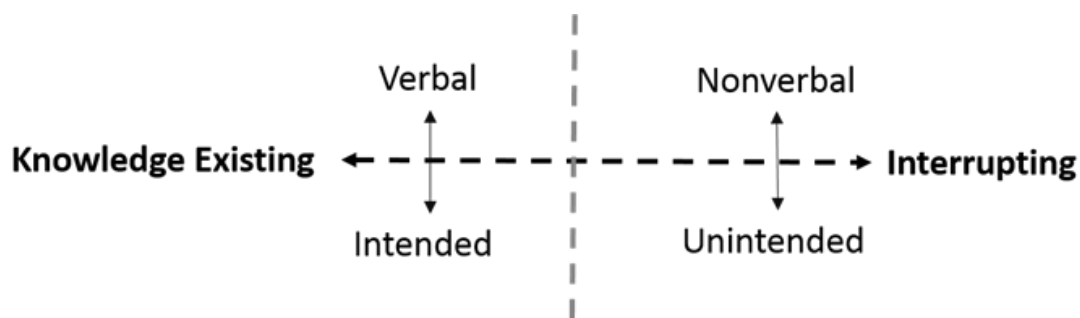 Verbal
Nonverbal
Knowledge Existing
Interrupting
Intended
Unintended